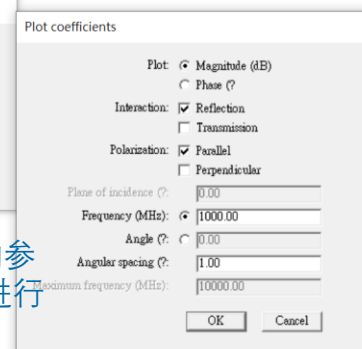 Plot coefficients
Plot: Magnitude (dB)
Phase (?
Interaction: Reflection
Transmission
Polarization: Parallel
Perpendicular
Plane of incidence (?: 0.00
Frequency (MHz): 1000.00
Angle (?: 0.00
Angular spacing (?: 1.00
Maximum frequency (MHz): 10000.00
OK Cancel
参
进行